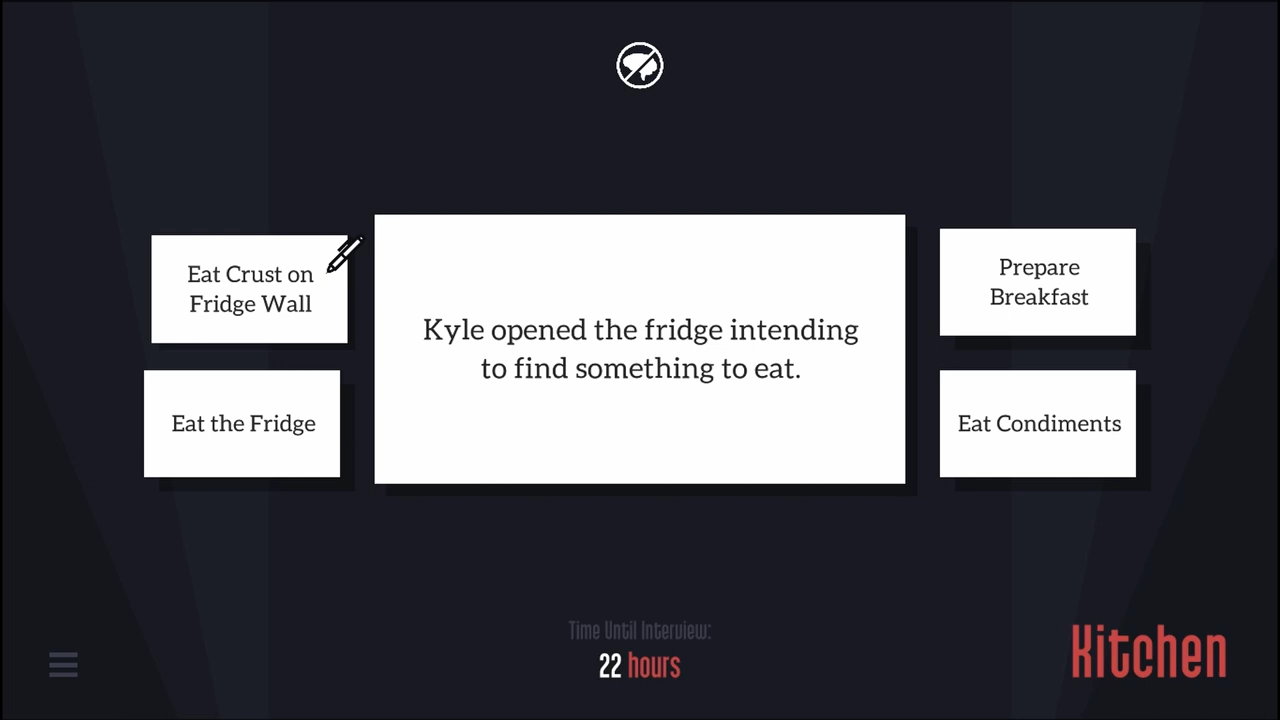 Eat Crust on
Fridge Wall
Eat the Fridge
Kyle opened the fridge intending
to find something to eat.
Prepare
Breakfast
Eat Condiments
Time Until Interview:
22 hours
Kitchen